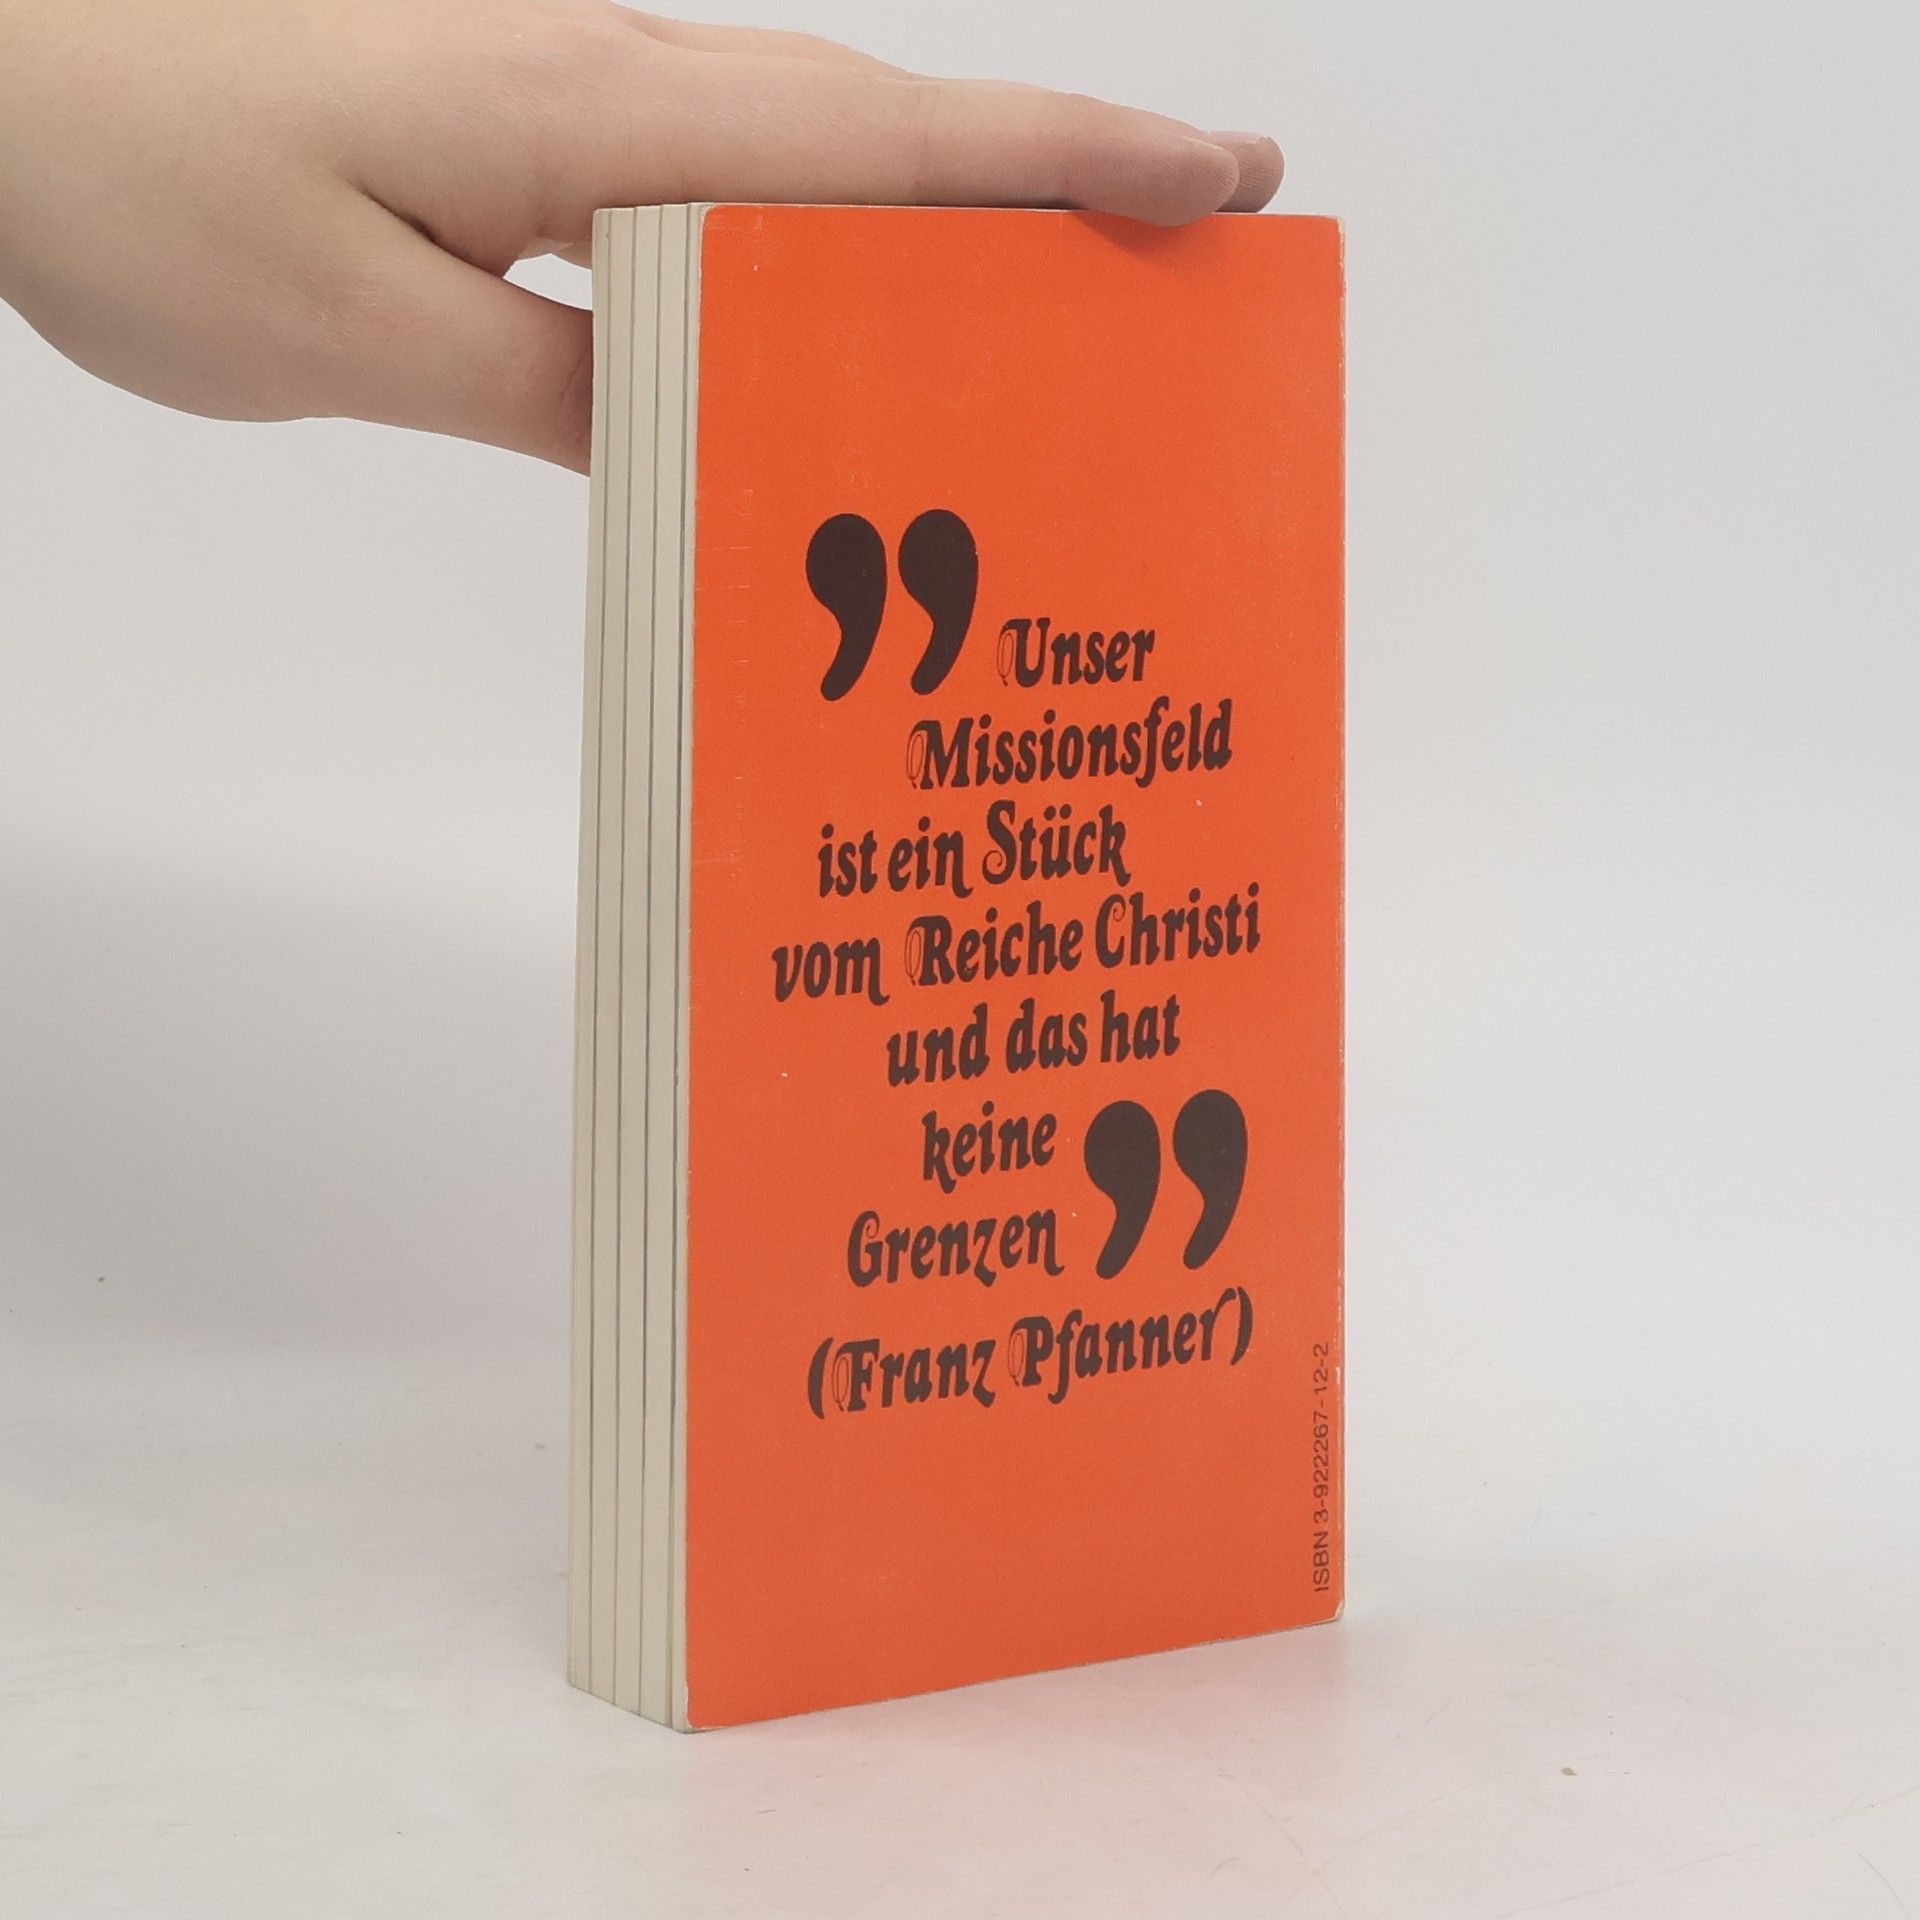 ”Unser
Missionsfeld
ist ein Stück
vom Reiche Christi
und das hat
keine
Grenzen”
(Franz Pfanner)
ISBN 3-922267-12-2